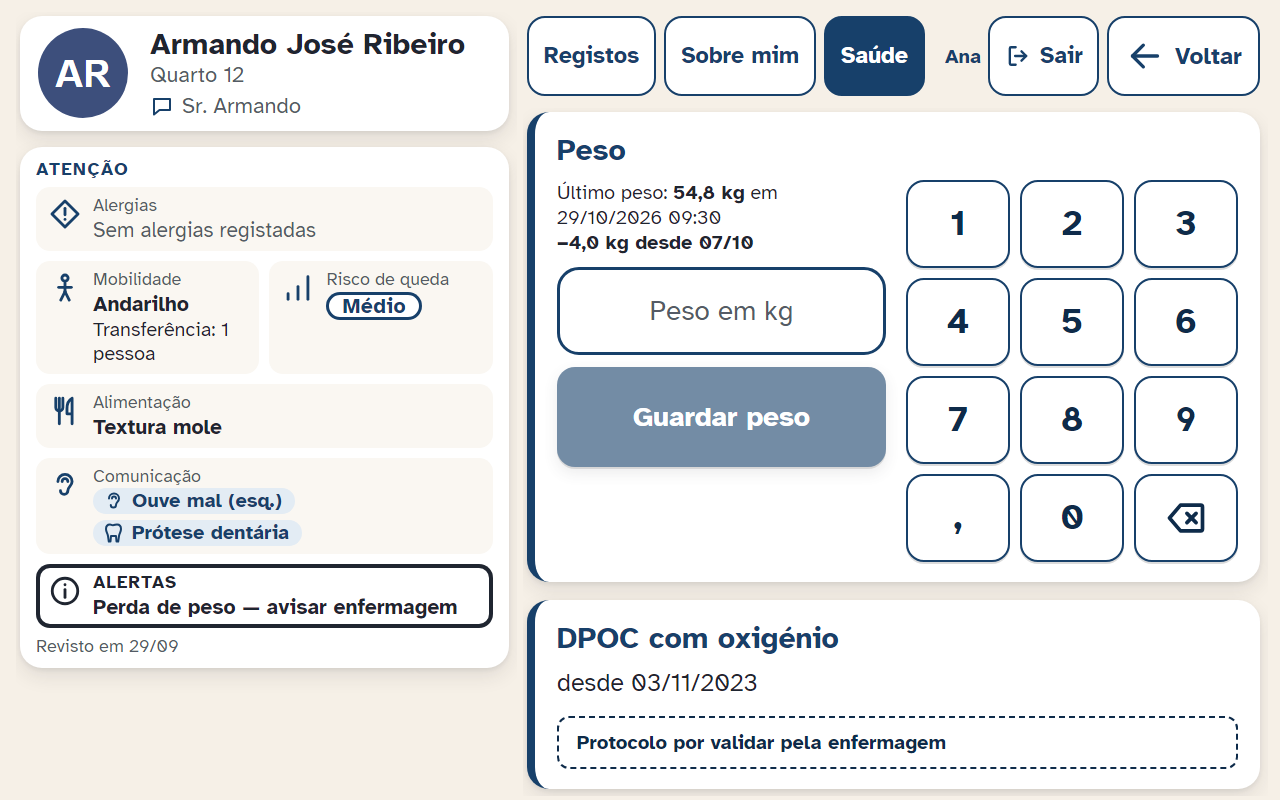 AR
Armando José Ribeiro
Quarto 12
Sr. Armando
ATENÇÃO
Alergias
Sem alergias registadas
Mobilidade
Andarilho
Transferência: 1
pessoa
Risco de queda
Médio
Alimentação
Textura mole
Comunicação
Ouve mal (esq.)
Prótese dentária
ALERTAS
Perda de peso — avisar enfermagem
Revisto em 29/09
Registos
Sobre mim
Saúde
Ana
Sair
Voltar
Peso
Último peso: 54,8 kg em
29/10/2026 09:30
−4,0 kg desde 07/10
Peso em kg
Guardar peso
1 2 3
4 5 6
7 8 9
, 0
DPOC com oxigénio
desde 03/11/2023
Protocolo por validar pela enfermagem